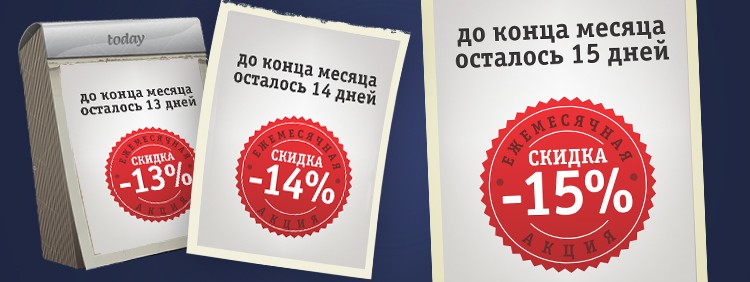 today
до конца месяца
осталось 13 дней
ЕЖЕМЕСЯЧНАЯ
СКИДКА
-13%
АКЦИЯ
до конца месяца
осталось 14 дней
ЕЖЕМЕСЯЧНАЯ
СКИДКА
-14%
АКЦИЯ
до конца месяца
осталось 15 дней
ЕЖЕМЕСЯЧНАЯ
СКИДКА
-15%
АКЦИЯ